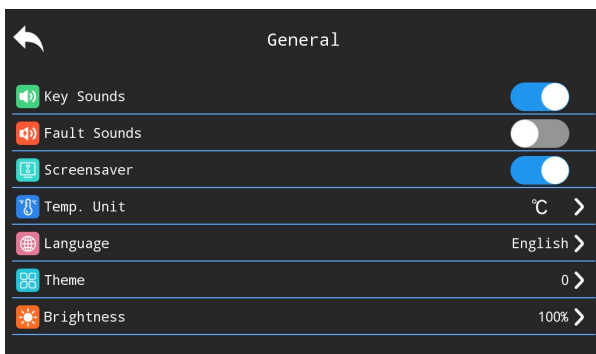 General
Key Sounds
Fault Sounds
Screensaver
Temp. Unit ℃
Language English
Theme 0
Brightness 100%